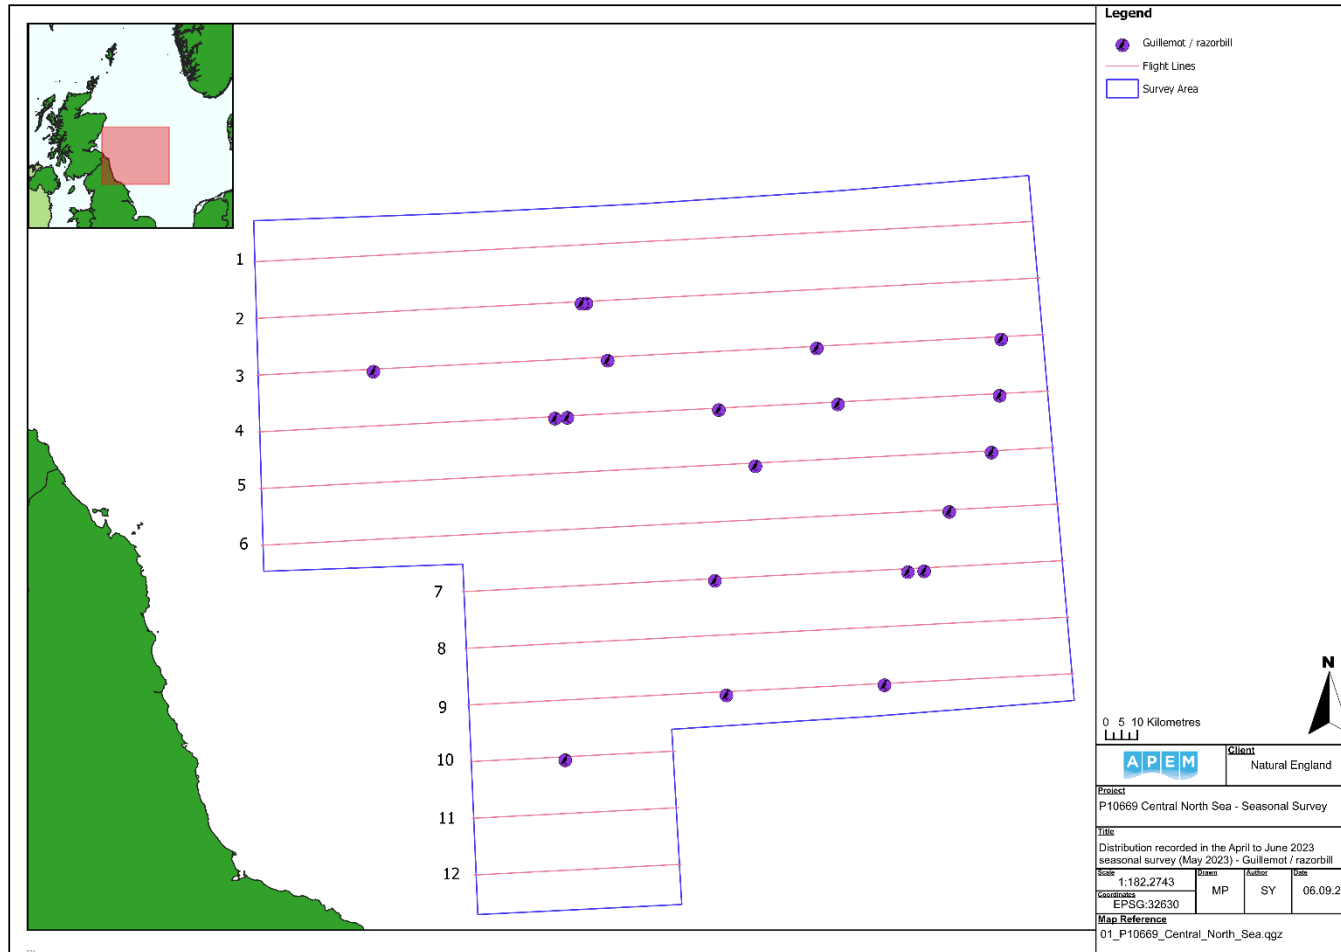 Legend
Guillemot / razorbill
Flight Lines
Survey Area
1
2
3
4
5
6
7
8
9
10
11
12
N
0 5 10 Kilometres
APEM
Client
Natural England
Project
P10669 Central North Sea - Seasonal Survey
Title
Distribution recorded in the April to June 2023
seasonal survey (May 2023) - Guillemot / razorbill
Scale
1:182,2743
Coordinates
EPSG:32630
Drawn
MP
Author
SY
Date
06.09.2
Map Reference
01_P10669_Central_North_Sea.qgz